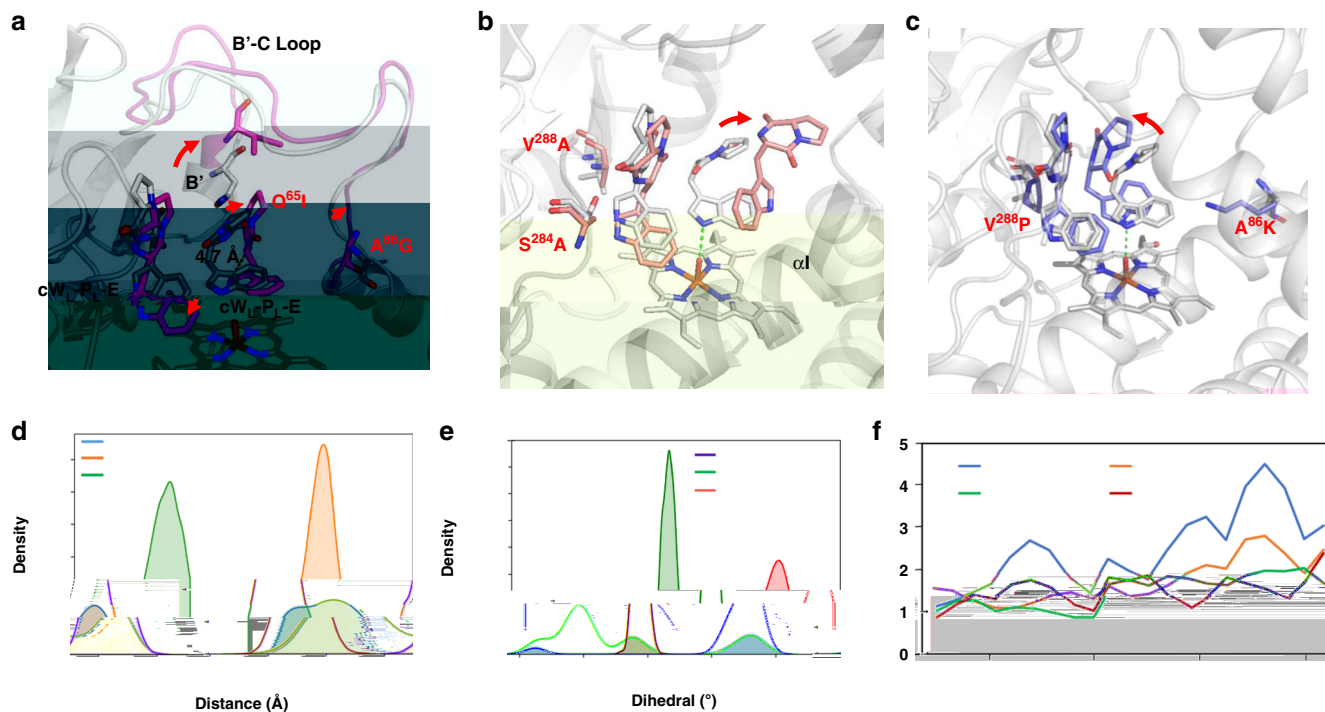 a
B'-C Loop
B'
Q65I
A88G
4.7 Å
cWL-PL-E
cWL-PL-E
b
V288A
S284A
αI
c
V288P
A86K
d
Density
Distance (Å)
e
Density
Dihedral (°)
f
5
4
3
2
1
0